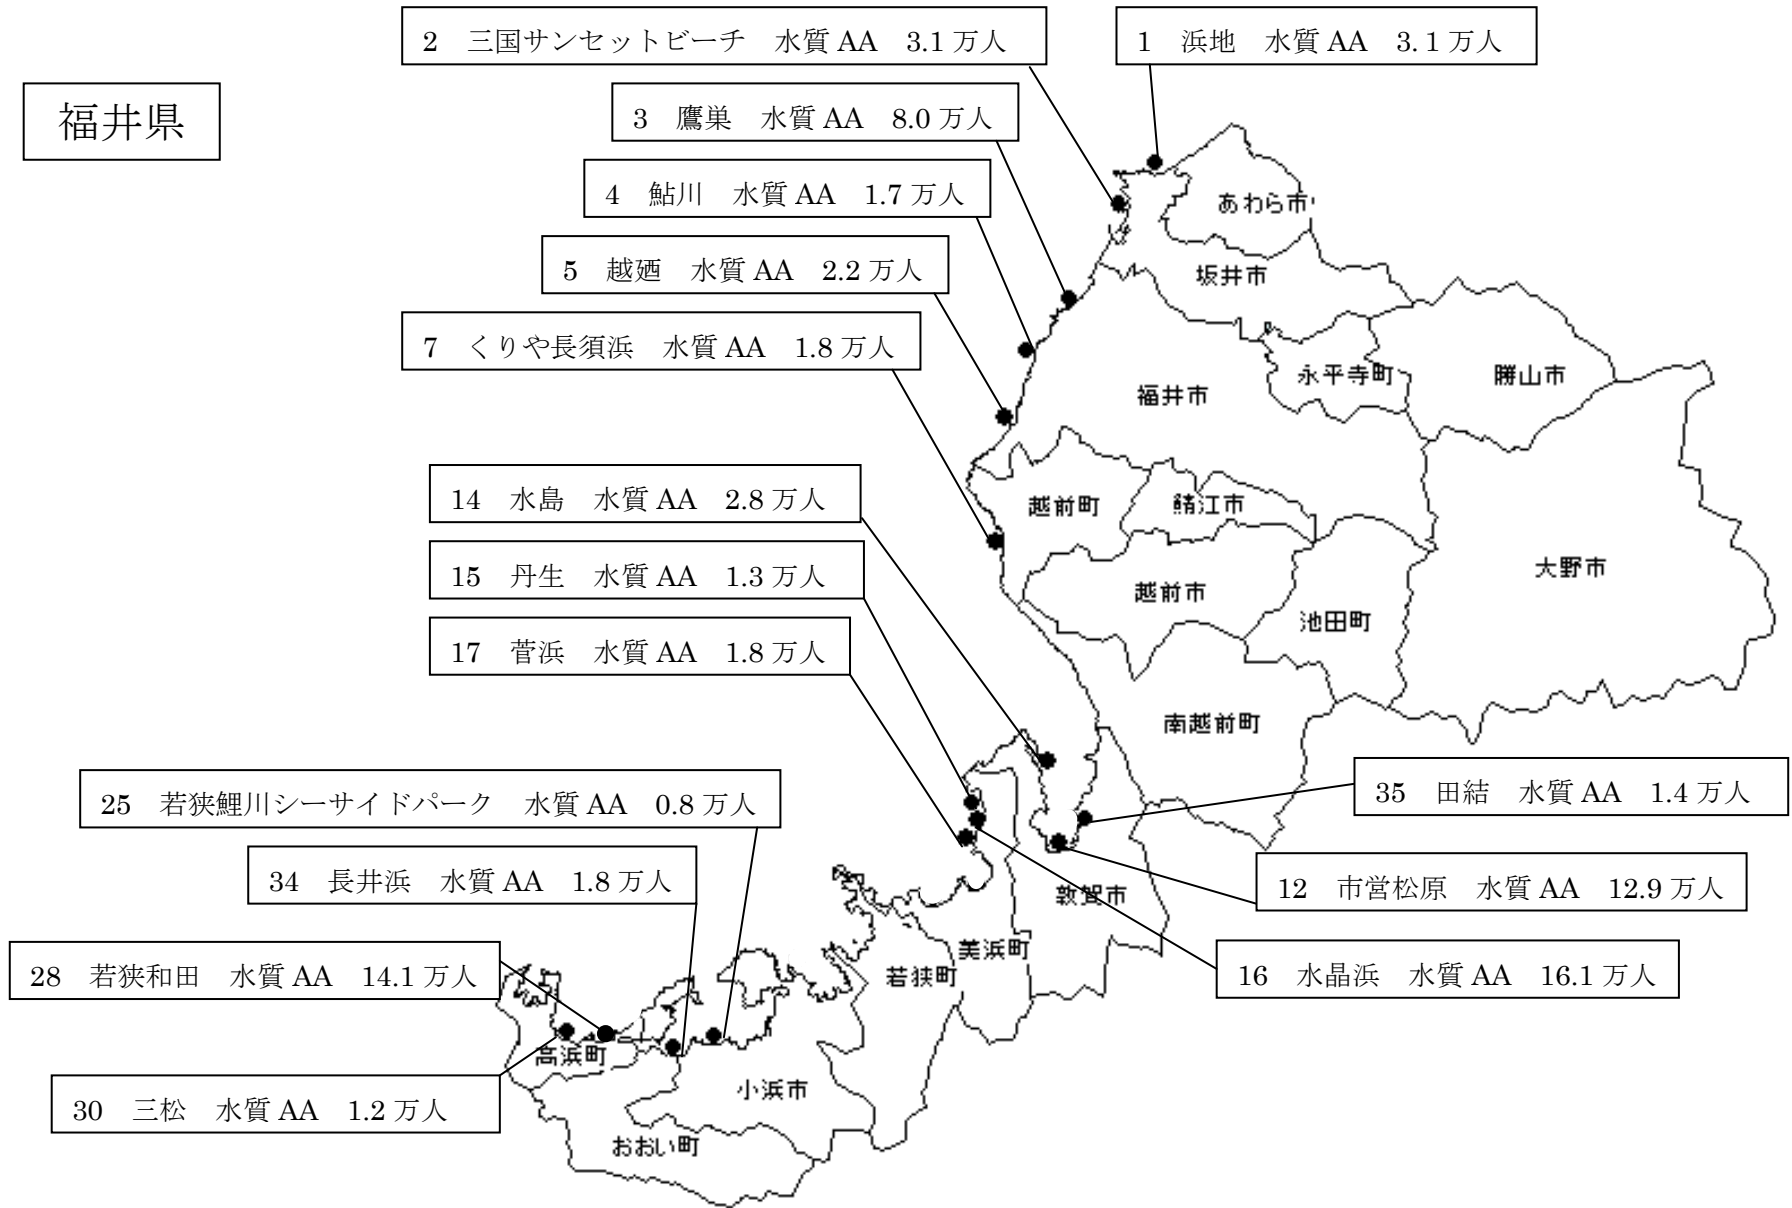 2 三国サンセットビーチ 水質 AA 3.1 万人
1 浜地 水質 AA 3.1 万人
福井県
3 鷹巣 水質 AA 8.0 万人
4 鮎川 水質 AA 1.7 万人
5 越廼 水質 AA 2.2 万人
7 くりや長須浜 水質 AA 1.8 万人
あわら市
坂井市
永平寺町
勝山市
福井市
14 水島 水質 AA 2.8 万人
越前町
鯖江市
15 丹生 水質 AA 1.3 万人
大野市
越前市
池田町
17 菅浜 水質 AA 1.8 万人
南越前町
25 若狭鯉川シーサイドパーク 水質 AA 0.8 万人
35 田結 水質 AA 1.4 万人
34 長井浜 水質 AA 1.8 万人
12 市営松原 水質 AA 12.9 万人
敦賀市
美浜町
28 若狭和田 水質 AA 14.1 万人
若狭町
16 水晶浜 水質 AA 16.1 万人
高浜町
小浜市
30 三松 水質 AA 1.2 万人
おおい町